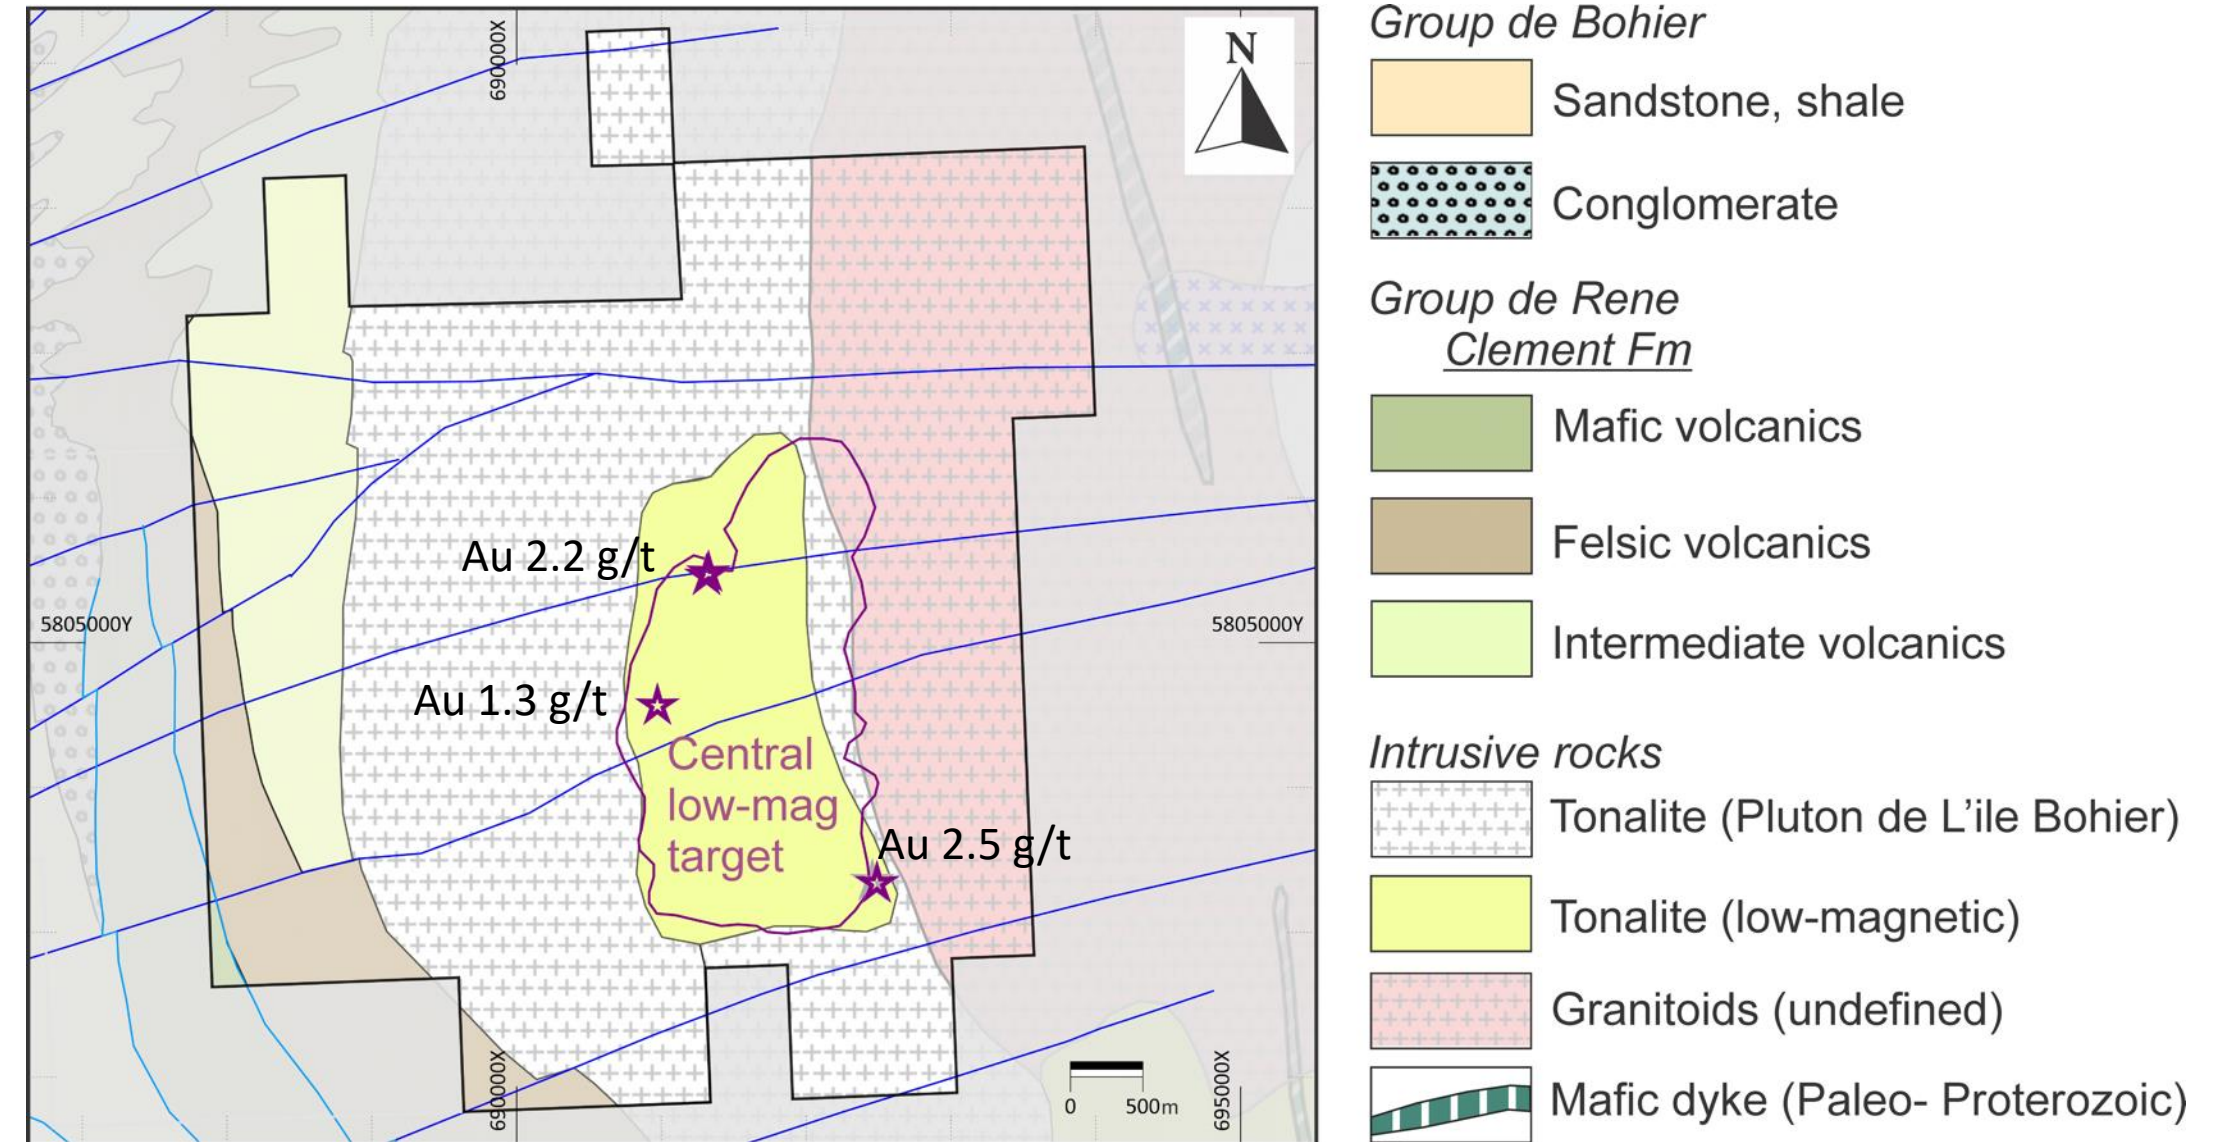 690000X
N
Au 2.2 g/t
5805000Y
5805000Y
Au 1.3 g/t
Central
low-mag
target
Au 2.5 g/t
690000X
0 500m
695000X
Group de Bohier
Sandstone, shale
Conglomerate
Group de Rene
Clement Fm
Mafic volcanics
Felsic volcanics
Intermediate volcanics
Intrusive rocks
Tonalite (Pluton de L'ile Bohier)
Tonalite (low-magnetic)
Granitoids (undefined)
Mafic dyke (Paleo- Proterozoic)